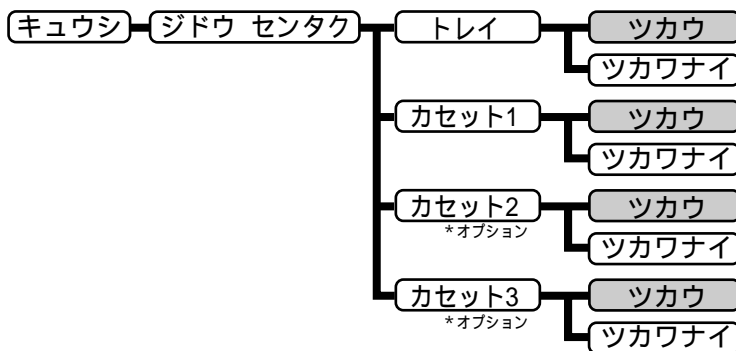 キュウシ ジドウ センタク トレイ ツカウ
ツカワナイ
カセット1 ツカウ
ツカワナイ
カセット2 ツカウ
*オプション
ツカワナイ
カセット3 ツカウ
*オプション
ツカワナイ